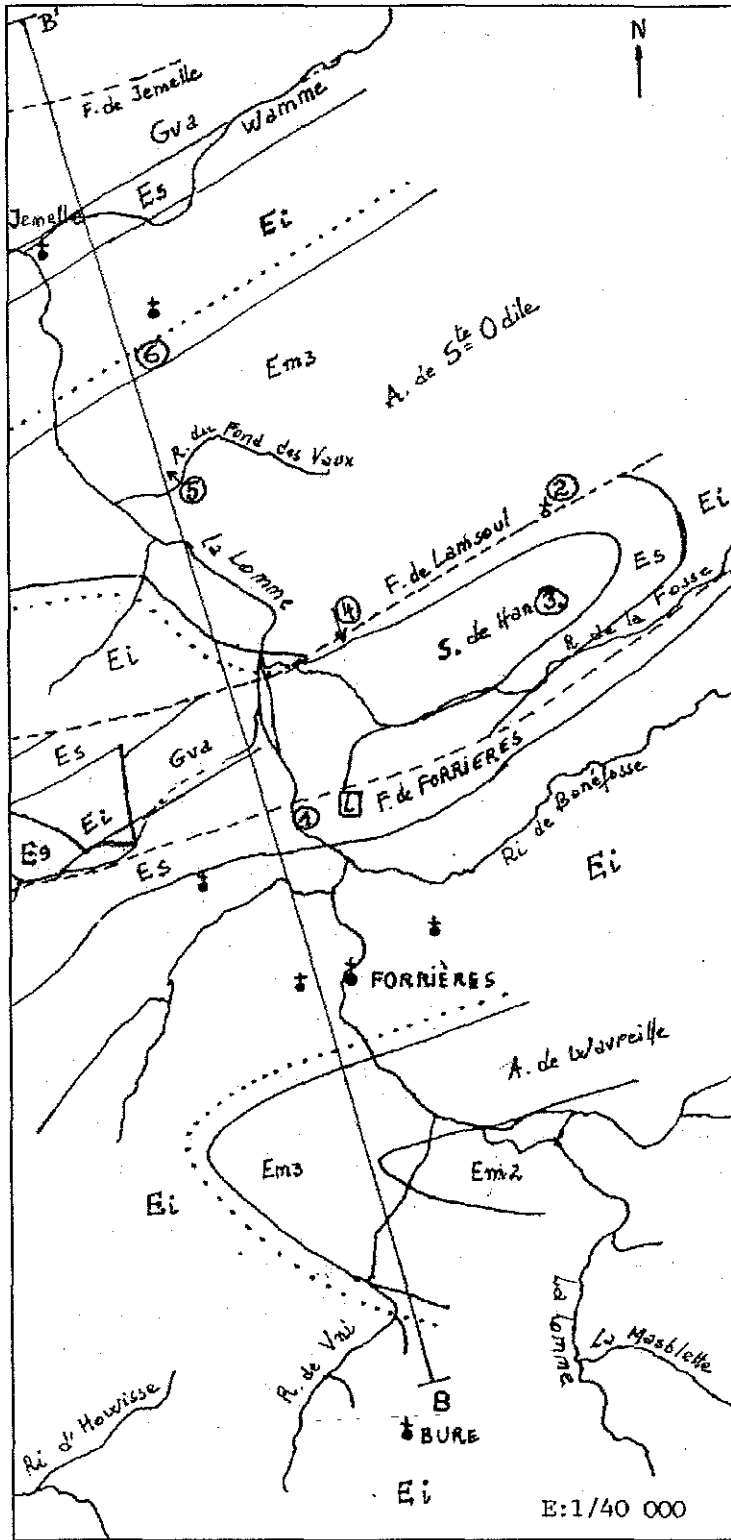 B'
N
F. de Jemelle
Gva
Wamme
Es
Jemelle
Ei
6
Em3
A. de Ste Odile
R. du Fond des Vaux
5
2
Ei
La Lomme
F. de Lamsoul
Es
4
S. de Han
3
R. de la Fosse
Ei
Es
Gva
L
F. de FORRIERES
Ei
1
Ri de Bonéfosse
Es
Es
Ei
FORRIÈRES
A. de Wavreille
Em3
Em2
Ei
R. de Vni
La Lomme
La Masblette
B
Ri d'Howisse
BURE
Ei
E:1/40 000